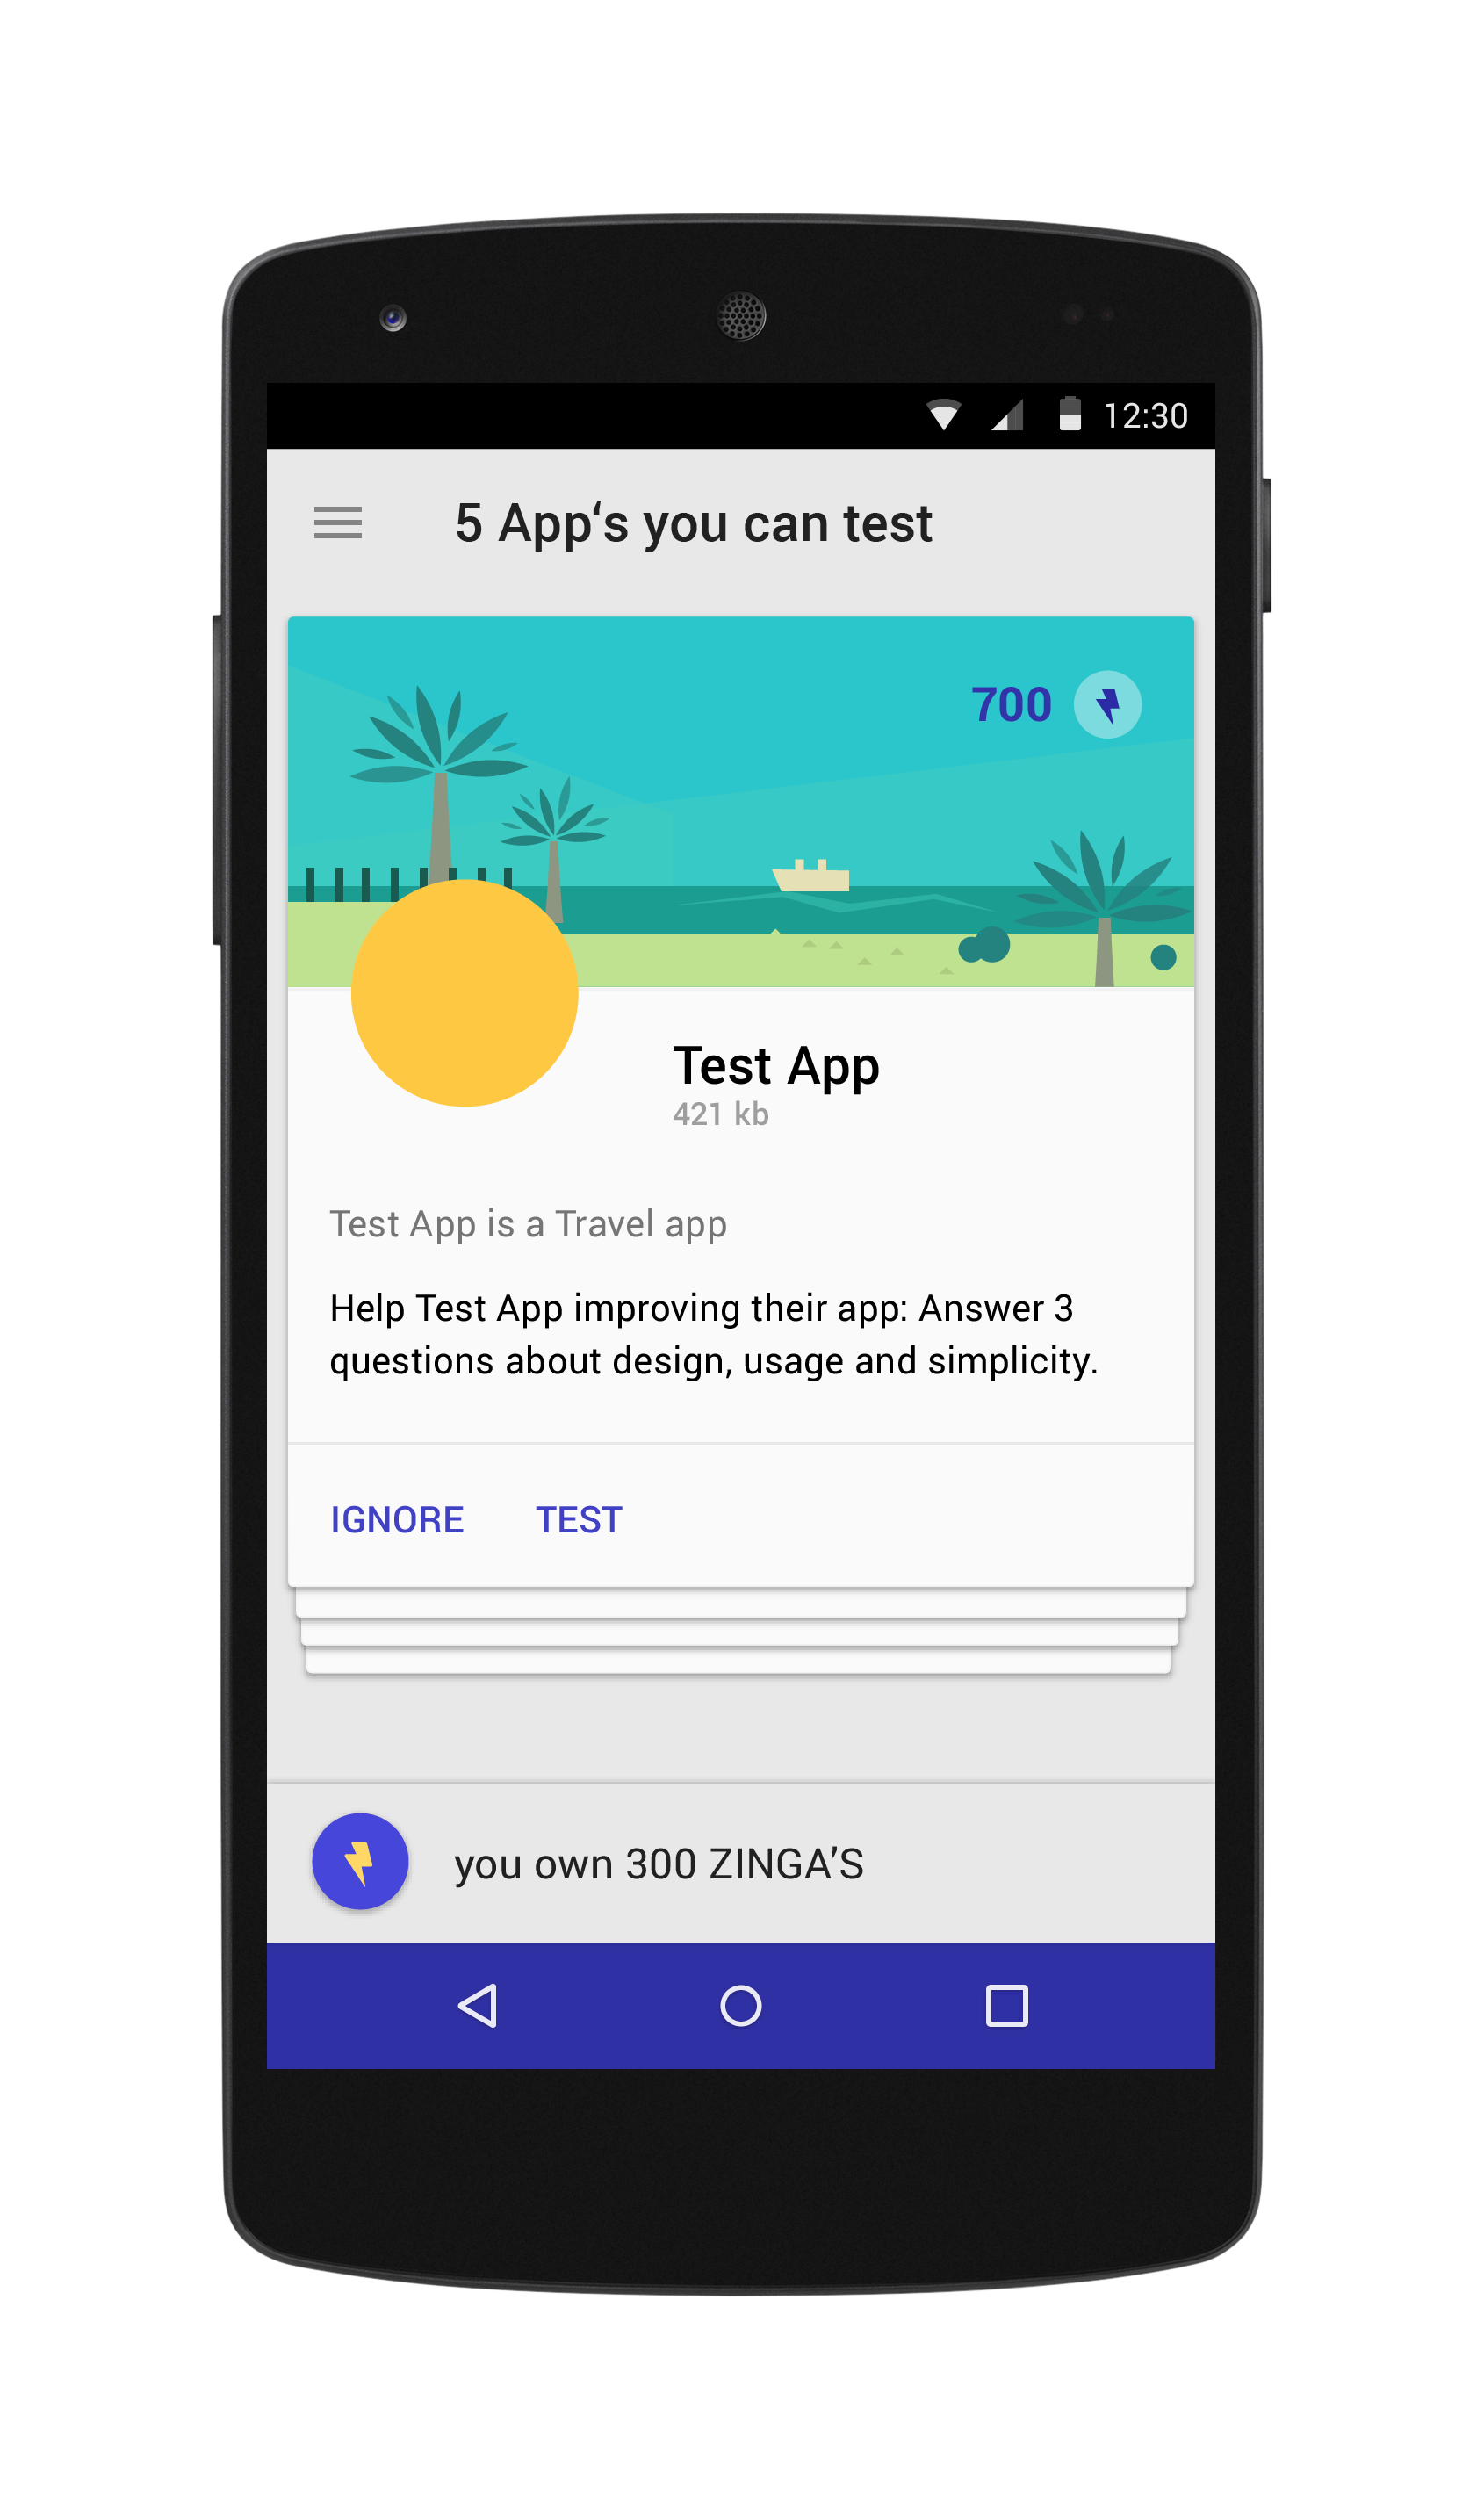 12:30
5 App‘s you can test
700
Test App
421 kb
Test App is a Travel app
Help Test App improving their app: Answer 3
questions about design, usage and simplicity.
IGNORE TEST
you own 300 ZINGA’S